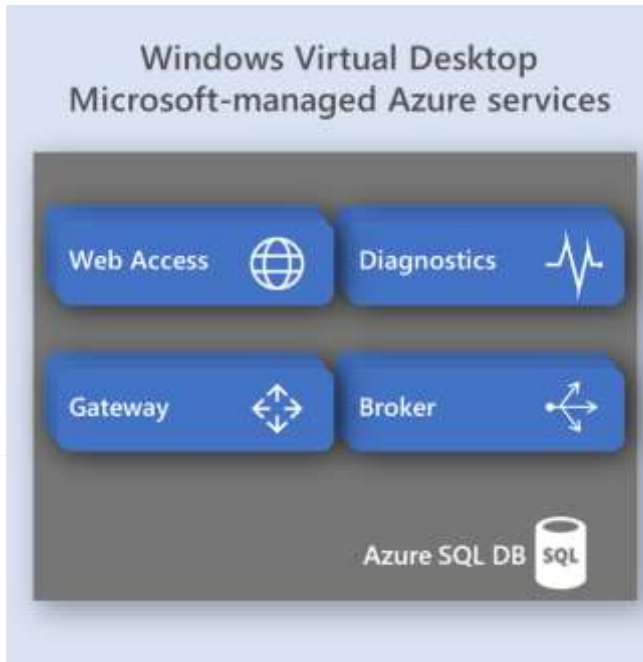 Windows Virtual Desktop
Microsoft-managed Azure services
Web Access
Diagnostics
Gateway
Broker
Azure SQL DB
SQL